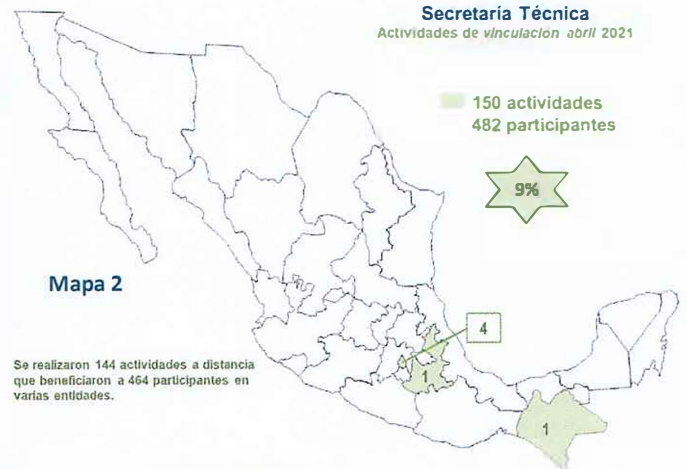 Secretaría Técnica
Actividades de vinculación abril 2021
150 actividades
482 participantes
9%
Mapa 2
4
Se realizaron 144 actividades a distancia
que beneficiaron a 464 participantes en
varias entidades.
1
1